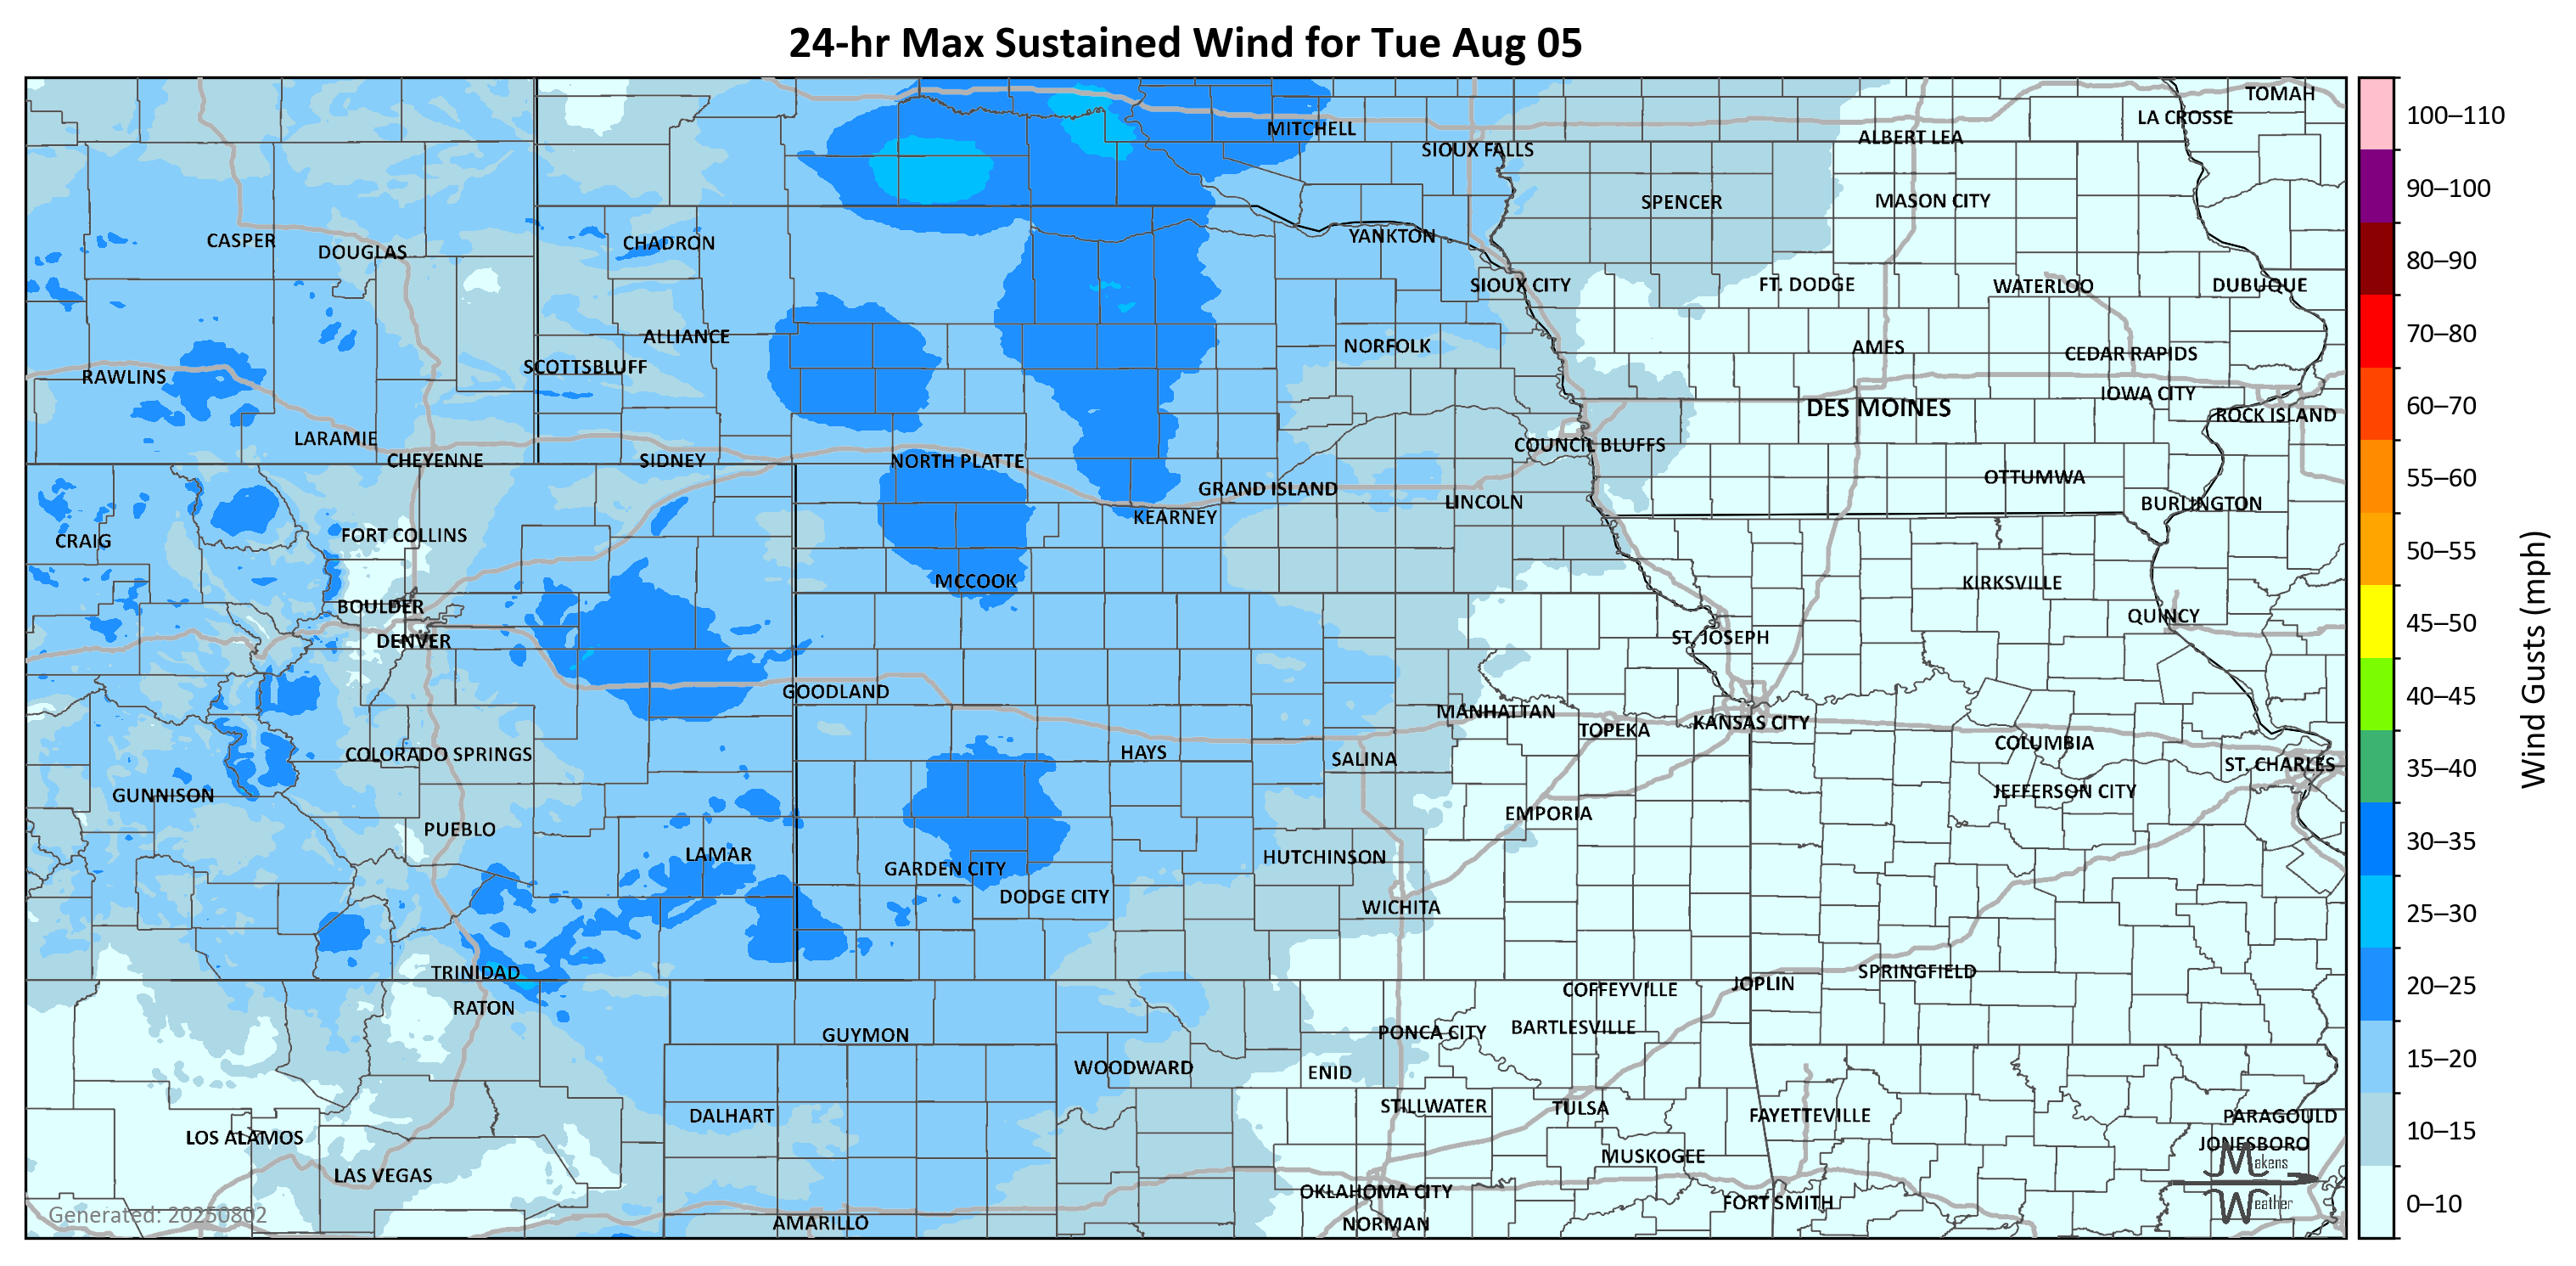 24-hr Max Sustained Wind for Tue Aug 05
TOMAH
LA CROSSE
MITCHELL
ALBERT LEA
SIOUX FALLS
SPENCER
MASON CITY
CASPER
DOUGLAS
CHADRON
YANKTON
SIOUX CITY
FT. DODGE
WATERLOO
DUBUQUE
ALLIANCE
NORFOLK
AMES
CEDAR RAPIDS
SCOTTSBLUFF
RAWLINS
IOWA CITY
DES MOINES
ROCK ISLAND
LARAMIE
COUNCIL BLUFFS
CHEYENNE
SIDNEY
NORTH PLATTE
OTTUMWA
GRAND ISLAND
LINCOLN
BURLINGTON
KEARNEY
FORT COLLINS
CRAIG
MCCOOK
KIRKSVILLE
BOULDER
QUINCY
DENVER
ST. JOSEPH
GOODLAND
MANHATTAN
TOPEKA
KANSAS CITY
COLUMBIA
COLORADO SPRINGS
HAYS
SALINA
ST. CHARLES
GUNNISON
JEFFERSON CITY
EMPORIA
PUEBLO
LAMAR
HUTCHINSON
GARDEN CITY
DODGE CITY
WICHITA
TRINIDAD
SPRINGFIELD
JOPLIN
COFFEYVILLE
RATON
BARTLESVILLE
PONCA CITY
GUYMON
WOODWARD
ENID
STILLWATER
TULSA
DALHART
FAYETTEVILLE
PARAGOULD
LOS ALAMOS
JONESBORO
MUSKOGEE
LAS VEGAS
OKLAHOMA CITY
FORT SMITH
AMARILLO
NORMAN
Generated: 20250802
Makens
Weather
100–110
90–100
80–90
70–80
60–70
55–60
50–55
45–50
40–45
35–40
30–35
25–30
20–25
15–20
10–15
0–10
Wind Gusts (mph)